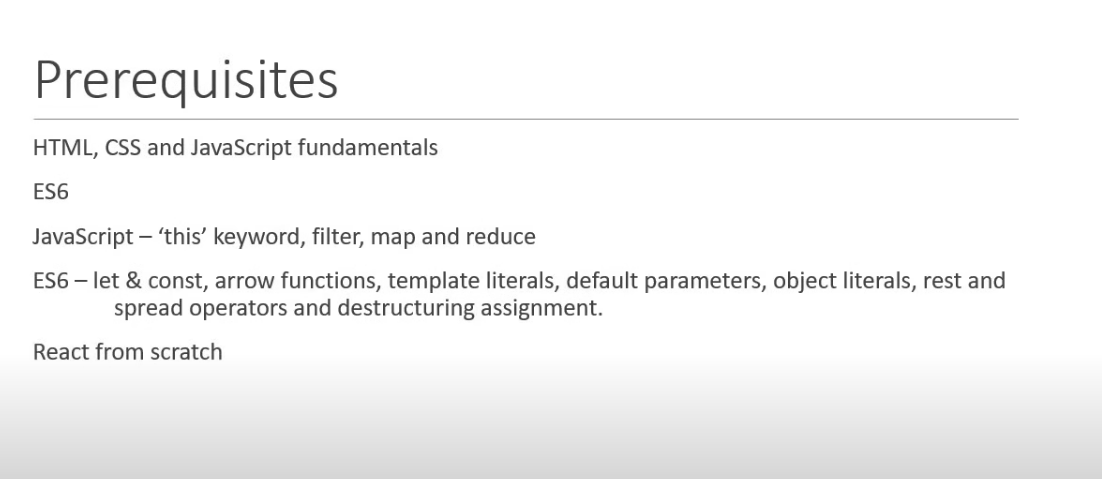 Prerequisites
HTML, CSS and JavaScript fundamentals
ES6
JavaScript – ‘this’ keyword, filter, map and reduce
ES6 – let & const, arrow functions, template literals, default parameters, object literals, rest and
spread operators and destructuring assignment.
React from scratch